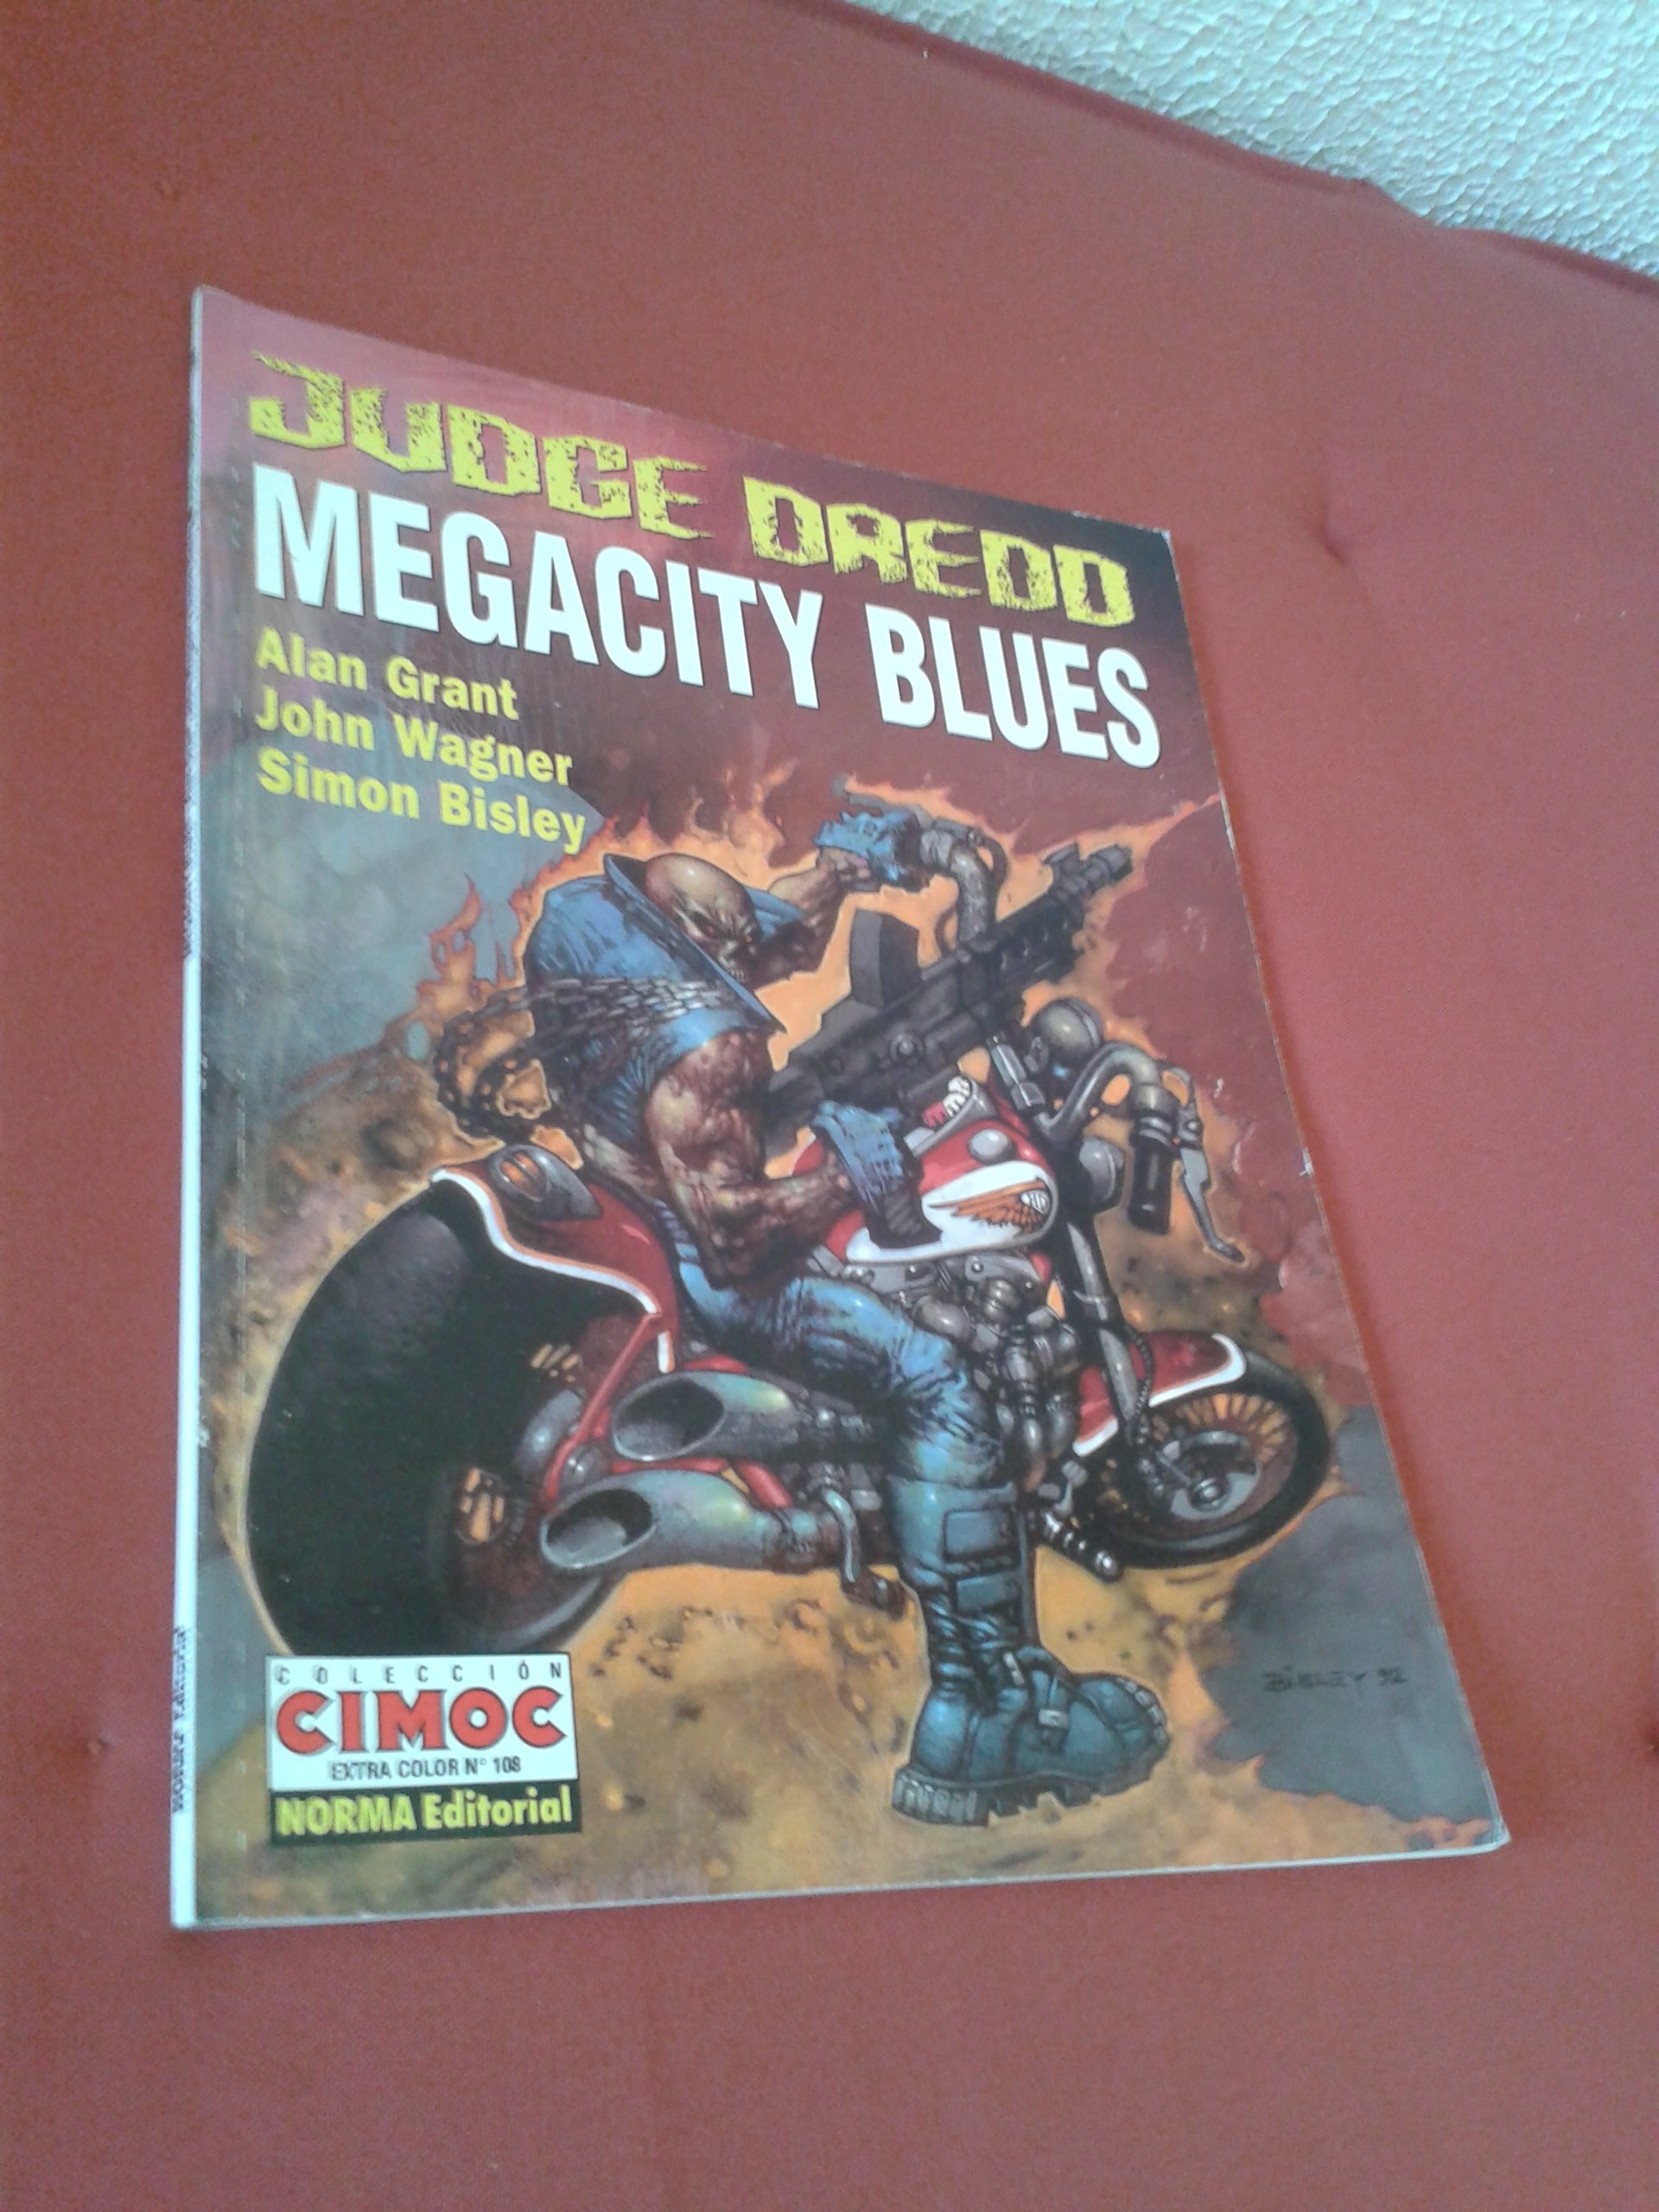 JUDGE DREDD
MEGACITY BLUES
Alan Grant
John Wagner
Simon Bisley
HD
BISLEY 92
COLECCIÓN
CIMOC
EXTRA COLOR Nº 108
NORMA Editorial